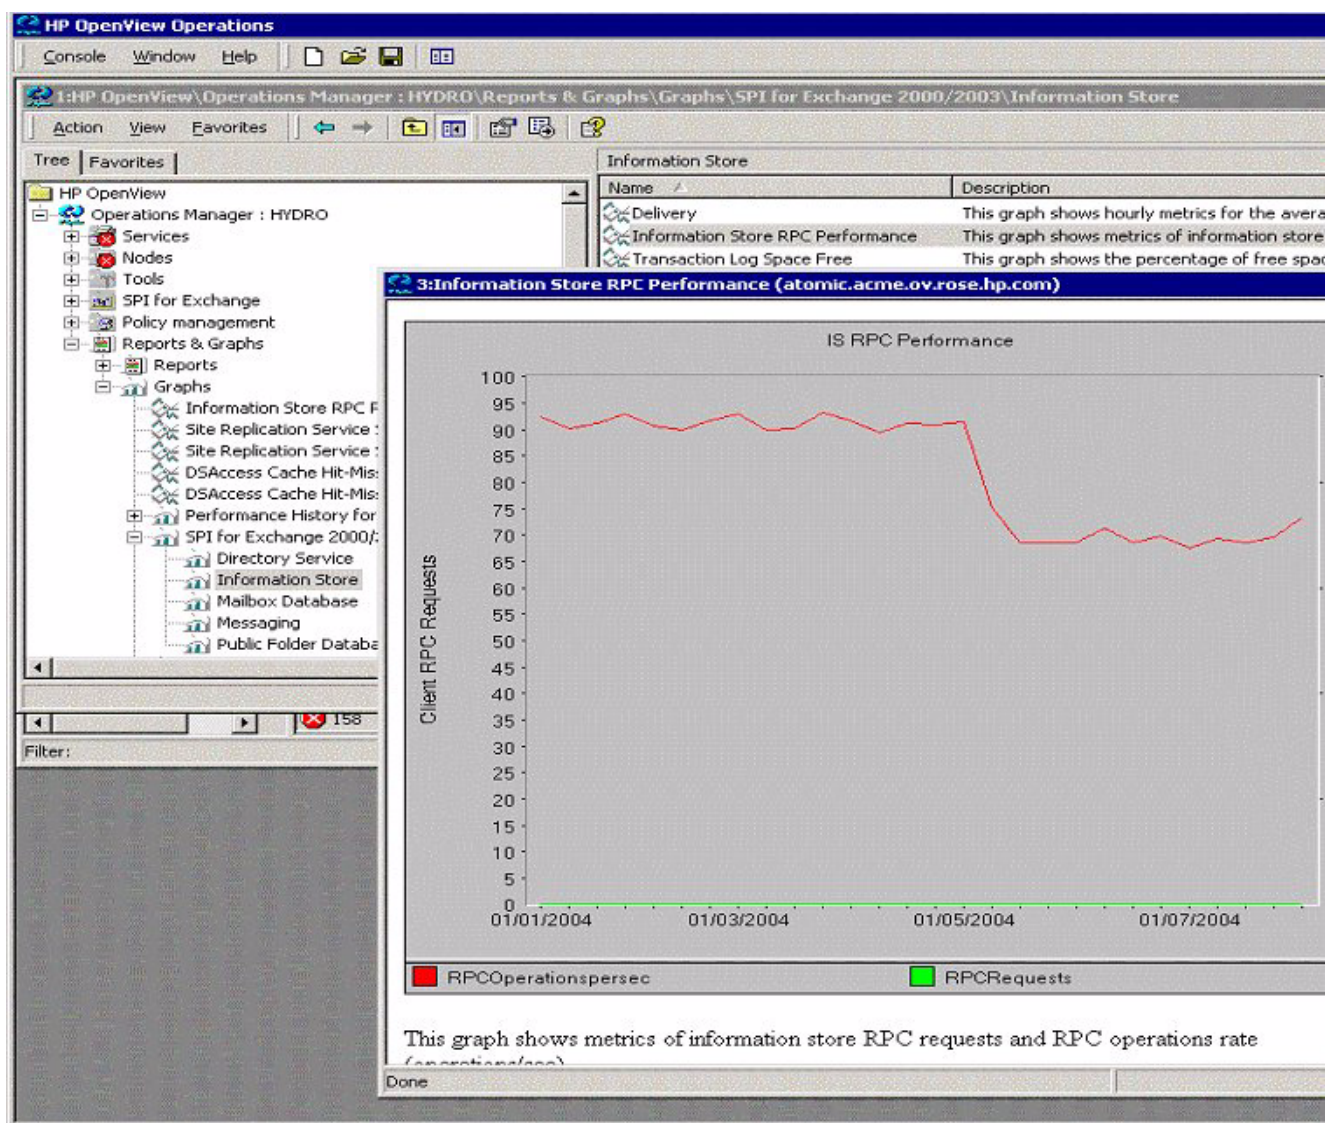 HP OpenView Operations
Console Window Help
1:HP OpenView\Operations Manager : HYDRO\Reports & Graphs\Graphs\SPI for Exchange 2000/2003\Information Store
Action View Favorites
Tree Favorites
Information Store
Name Description
HP OpenView
Operations Manager : HYDRO
Services
Nodes
Tools
SPI for Exchange
Policy management
Reports & Graphs
Reports
Graphs
Information Store RPC P
Site Replication Service
Site Replication Service
DSAccess Cache Hit-Mis
DSAccess Cache Hit-Mis
Performance History for
SPI for Exchange 2000/
Directory Service
Information Store
Mailbox Database
Messaging
Public Folder Databa
Delivery This graph shows hourly metrics for the avera
Information Store RPC Performance This graph shows metrics of information store
Transaction Log Space Free This graph shows the percentage of free spac
158
Filter:
3:Information Store RPC Performance (atomic.acme.ov.rose.hp.com)
IS RPC Performance
Client RPC Requests
100
95
90
85
80
75
70
65
60
55
50
45
40
35
30
25
20
15
10
5
0
01/01/2004 01/03/2004 01/05/2004 01/07/2004
RPCOperationspersec RPCRequests
This graph shows metrics of information store RPC requests and RPC operations rate
(operations/sec)
Done